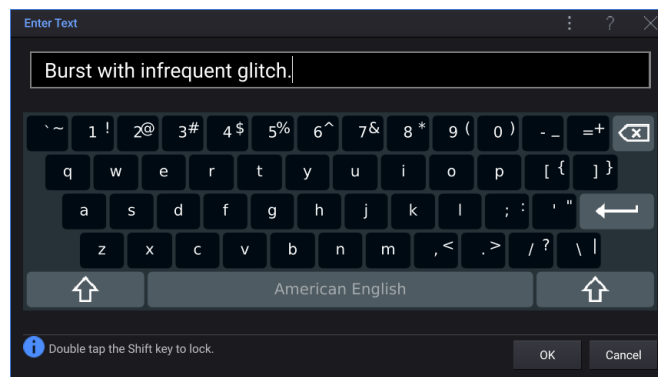 Enter Text
?
Burst with infrequent glitch.
` ~ 1 ! 2 @ 3 # 4 $ 5 % 6 ^ 7 & 8 * 9 ( 0 ) - _ = +
q w e r t y u i o p [ { ] }
a s d f g h j k l ; : ' "
z x c v b n m , < . > / ? \ |
American English
i Double tap the Shift key to lock.
OK Cancel